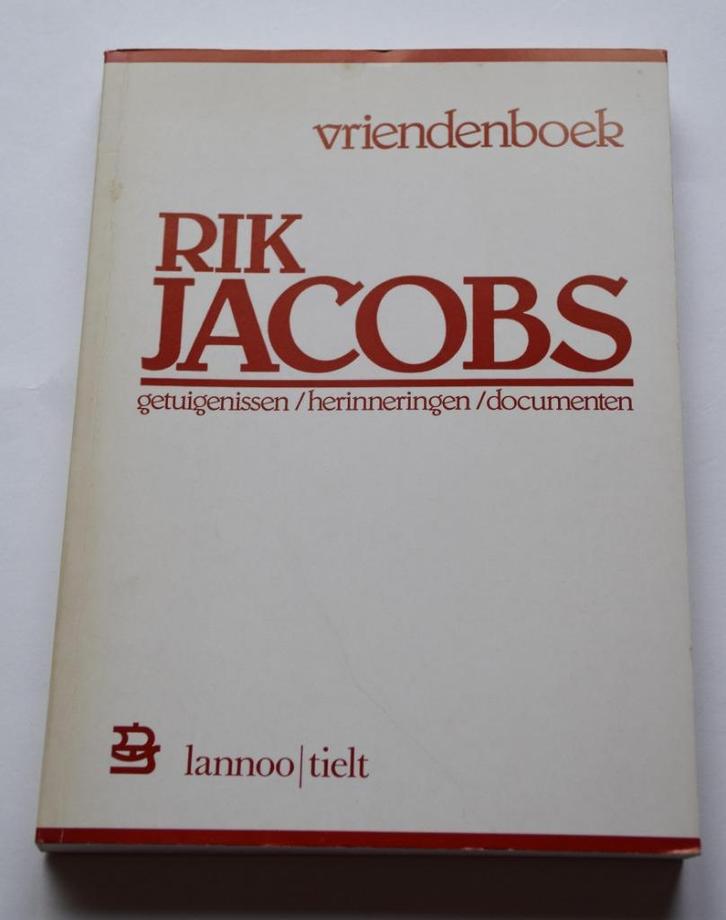 vriendenboek
RIK
JACOBS
getuigenissen/herinneringen/documenten
lannoo|tielt